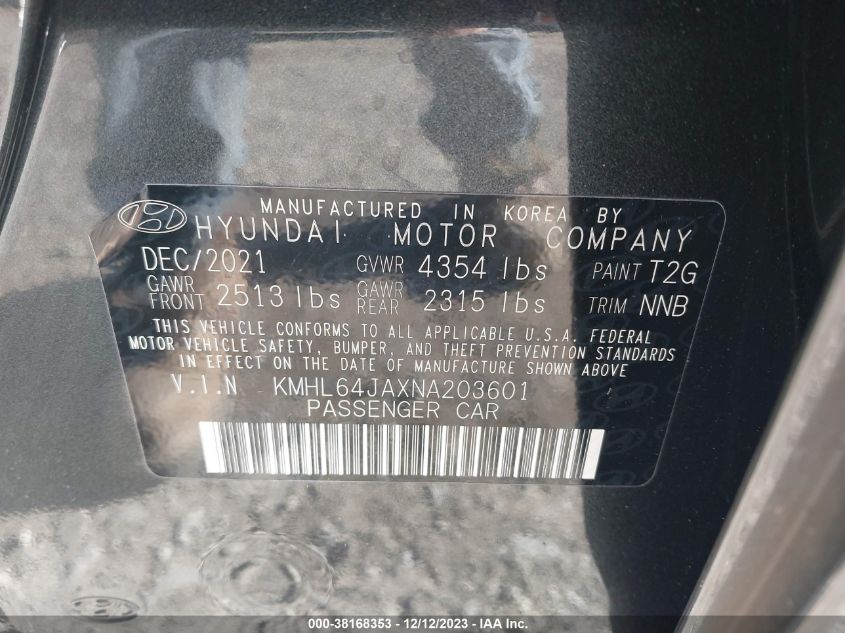 MANUFACTURED IN KOREA BY
HYUNDAI MOTOR COMPANY
DEC/2021 GVWR 4354 lbs PAINT T2G
GAWR FRONT 2513 lbs GAWR REAR 2315 lbs TRIM NNB
THIS VEHICLE CONFORMS TO ALL APPLICABLE U.S.A. FEDERAL
MOTOR VEHICLE SAFETY, BUMPER, AND THEFT PREVENTION STANDARDS
IN EFFECT ON THE DATE OF MANUFACTURE SHOWN ABOVE
V.I.N KMHL64JAXNA203601
PASSENGER CAR
000-38168353 - 12/12/2023 - IAA Inc.